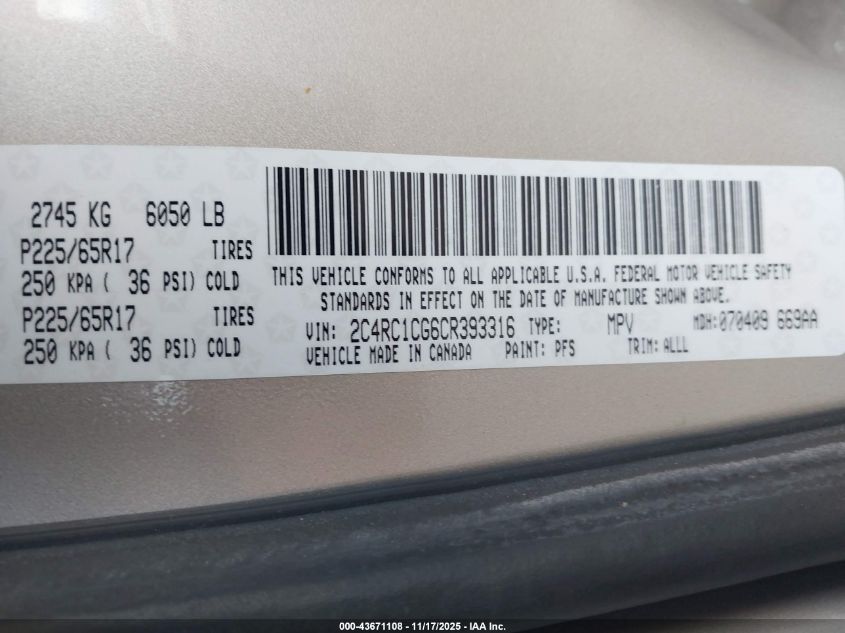 2745 KG 6050 LB
P225/65R17 TIRES
250 KPA ( 36 PSI) COLD
P225/65R17 TIRES
250 KPA ( 36 PSI) COLD
THIS VEHICLE CONFORMS TO ALL APPLICABLE U.S.A. FEDERAL MOTOR VEHICLE SAFETY
STANDARDS IN EFFECT ON THE DATE OF MANUFACTURE SHOWN ABOVE.
VIN: 2C4RC1CG6CR393316 TYPE: MPV MDH:070409 669AA
VEHICLE MADE IN CANADA PAINT: PFS TRIM: ALLL
000-43671108 - 11/17/2025 - IAA Inc.